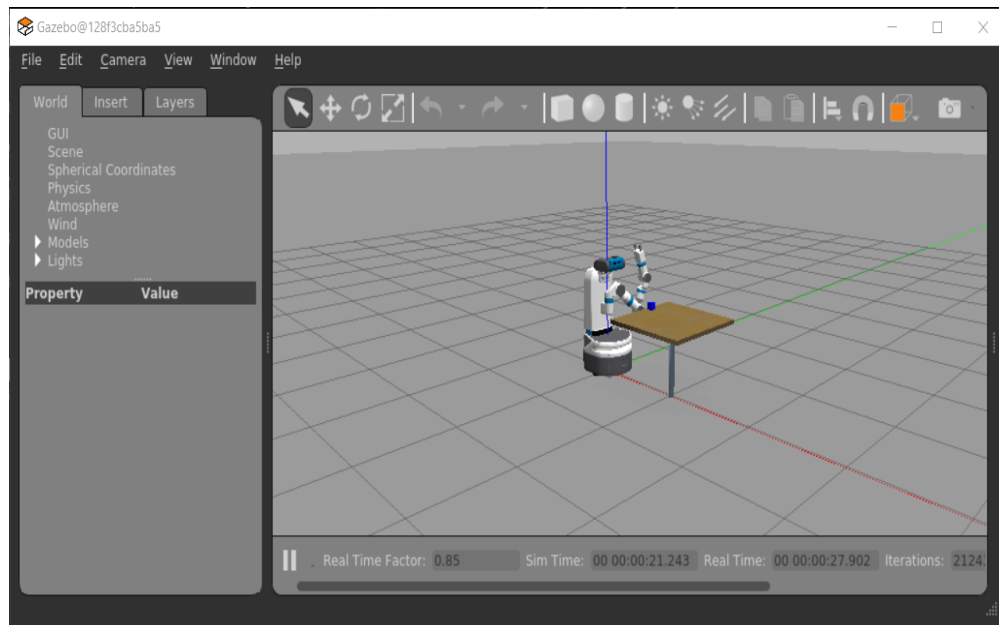 Gazebo@128f3cba5ba5
File Edit Camera View Window Help
World Insert Layers
GUI
Scene
Spherical Coordinates
Physics
Atmosphere
Wind
Models
Lights
Property Value
Real Time Factor: 0.85 Sim Time: 00 00:00:21.243 Real Time: 00 00:00:27.902 Iterations: 2124